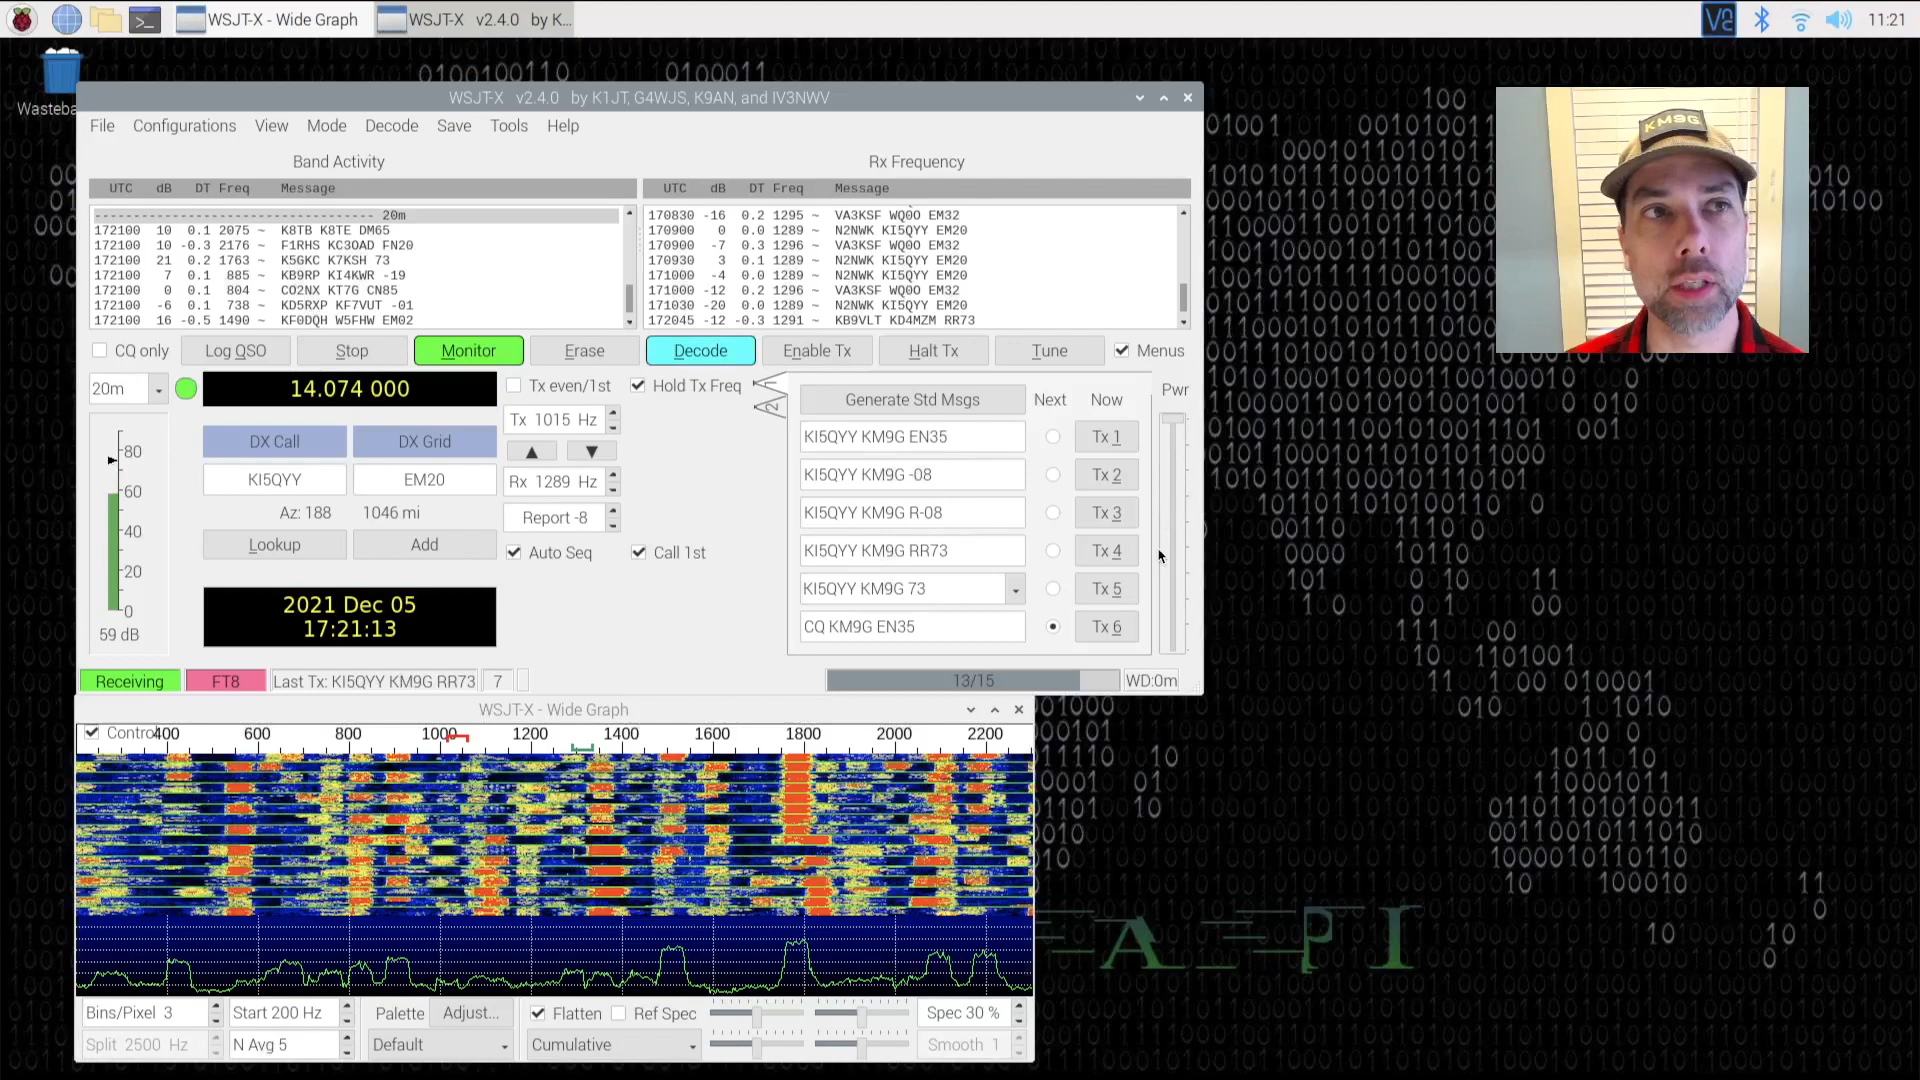 WSJT-X - Wide Graph
WSJT-X v2.4.0 by K...
11:21
WSJT-X v2.4.0 by K1JT, G4WJS, K9AN, and IV3NWV
File Configurations View Mode Decode Save Tools Help
Band Activity
Rx Frequency
UTC dB DT Freq Message
UTC dB DT Freq Message
---------------------------------- 20m
172100 10 0.1 2075 ~ K8TB K8TE DM65
172100 10 -0.3 2176 ~ F1RHS KC3OAD FN20
172100 21 0.2 1763 ~ K5GKC K7KSH 73
172100 7 0.1 885 ~ KB9RP KI4KWR -19
172100 0 0.1 804 ~ CO2NX KT7G CN85
172100 -6 0.1 738 ~ KD5RXP KF7VUT -01
172100 16 -0.5 1490 ~ KF0DQH W5FHW EM02
170830 -16 0.2 1295 ~ VA3KSF WQ0O EM32
170900 0 0.0 1289 ~ N2NWK KI5QYY EM20
170900 -7 0.3 1296 ~ VA3KSF WQ0O EM32
170930 3 0.1 1289 ~ N2NWK KI5QYY EM20
171000 -4 0.0 1289 ~ N2NWK KI5QYY EM20
171000 -12 0.2 1296 ~ VA3KSF WQ0O EM32
171030 -20 0.0 1289 ~ N2NWK KI5QYY EM20
172045 -12 -0.3 1291 ~ KB9VLT KD4MZM RR73
CQ only Log QSO Stop Monitor Erase Decode Enable Tx Halt Tx Tune Menus
20m
14.074 000
Tx even/1st
Hold Tx Freq
Tx 1015 Hz
DX Call DX Grid
KI5QYY EM20
Rx 1289 Hz
Az: 188 1046 mi
Report -8
Lookup Add
Auto Seq Call 1st
2021 Dec 05
17:21:13
80
60
40
20
0
59 dB
1
2
Generate Std Msgs Next Now Pwr
KI5QYY KM9G EN35 Tx 1
KI5QYY KM9G -08 Tx 2
KI5QYY KM9G R-08 Tx 3
KI5QYY KM9G RR73 Tx 4
KI5QYY KM9G 73 Tx 5
CQ KM9G EN35 Tx 6
Receiving FT8 Last Tx: KI5QYY KM9G RR73 7 13/15 WD:0m
WSJT-X - Wide Graph
Contro 400 600 800 1000 1200 1400 1600 1800 2000 2200
Bins/Pixel 3 Start 200 Hz Palette Adjust... Flatten Ref Spec Spec 30 %
Split 2500 Hz N Avg 5 Default Cumulative Smooth 1
KM9G
A PI